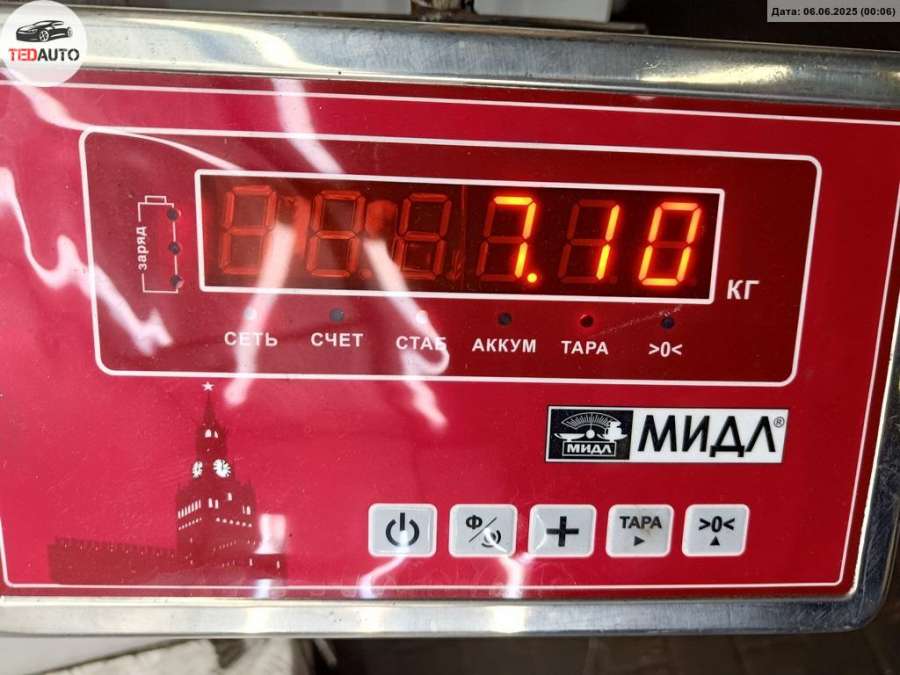 TEDAUTO
Дата: 06.06.2025 (00:06)
заряд
7.10
КГ
СЕТЬ СЧЕТ СТАБ АККУМ ТАРА >0<
МИДЛ МИДЛ®
Ф + ТАРА >0<